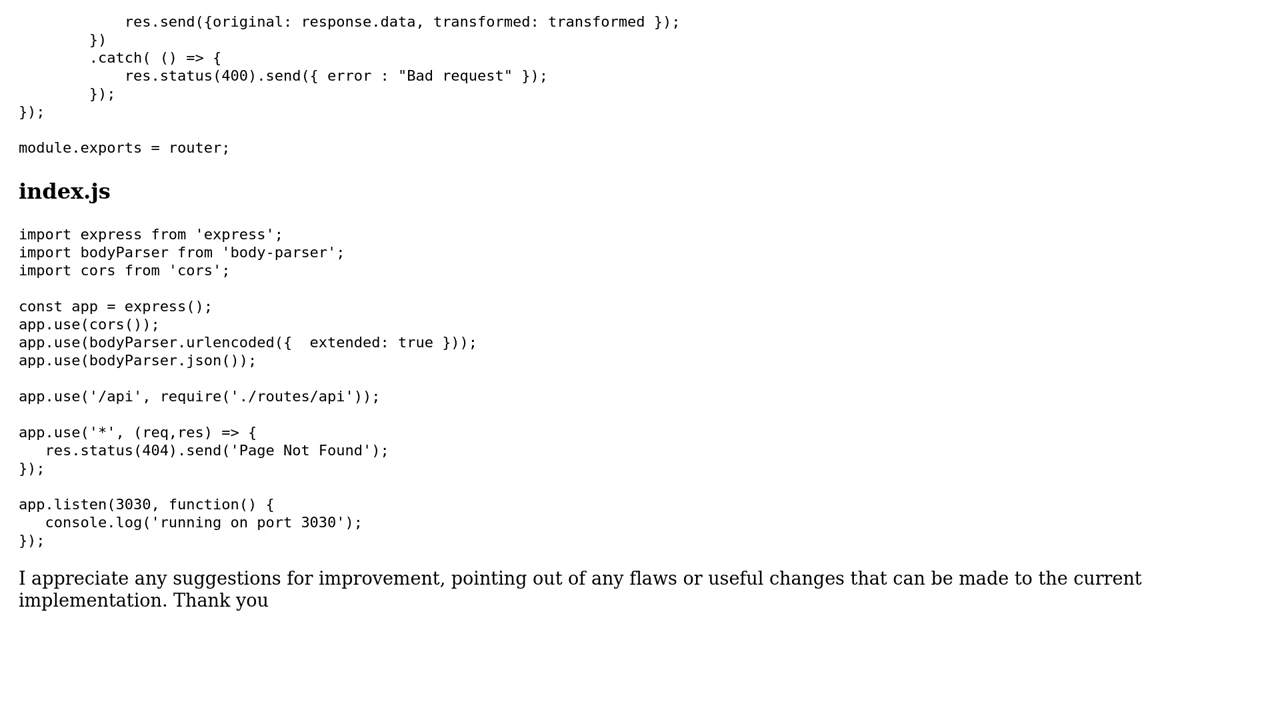 res.send({original: response.data, transformed: transformed });
        })
        .catch( () => {
            res.status(400).send({ error : "Bad request" });
        });
});

module.exports = router;

index.js

import express from 'express';
import bodyParser from 'body-parser';
import cors from 'cors';

const app = express();
app.use(cors());
app.use(bodyParser.urlencoded({  extended: true }));
app.use(bodyParser.json());

app.use('/api', require('./routes/api'));

app.use('*', (req,res) => {
   res.status(404).send('Page Not Found');
});

app.listen(3030, function() {
   console.log('running on port 3030');
});

I appreciate any suggestions for improvement, pointing out of any flaws or useful changes that can be made to the current
implementation. Thank you